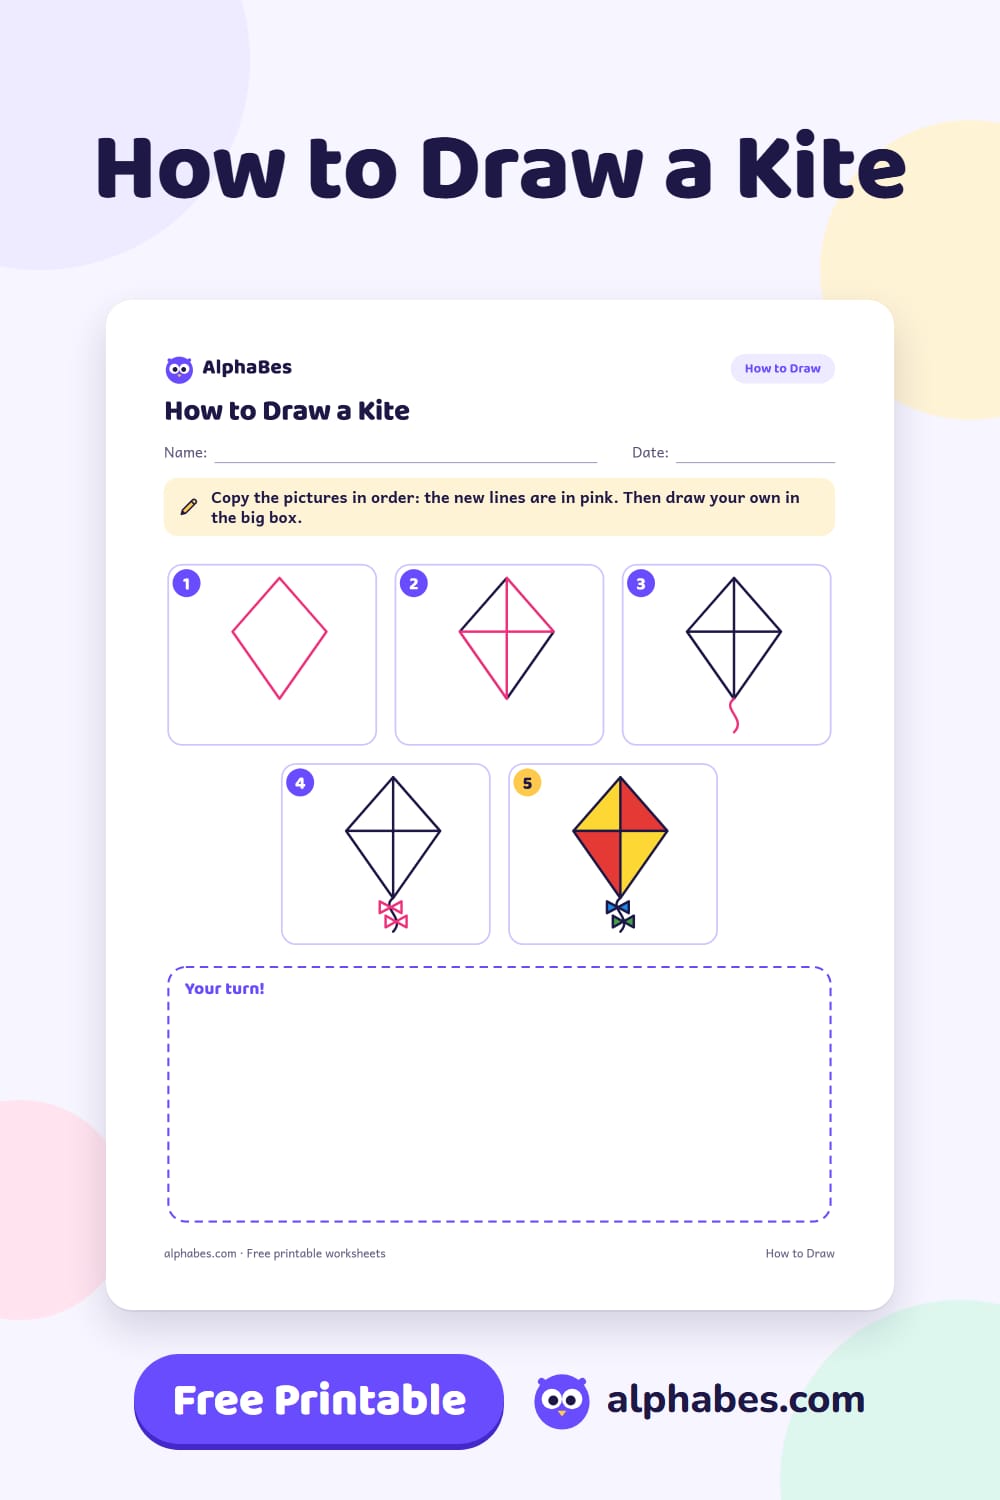 How to Draw a Kite
AlphaBes
How to Draw
How to Draw a Kite
Name:
Date:
Copy the pictures in order: the new lines are in pink. Then draw your own in
the big box.
1
2
3
4
5
Your turn!
alphabes.com · Free printable worksheets
How to Draw
Free Printable
alphabes.com